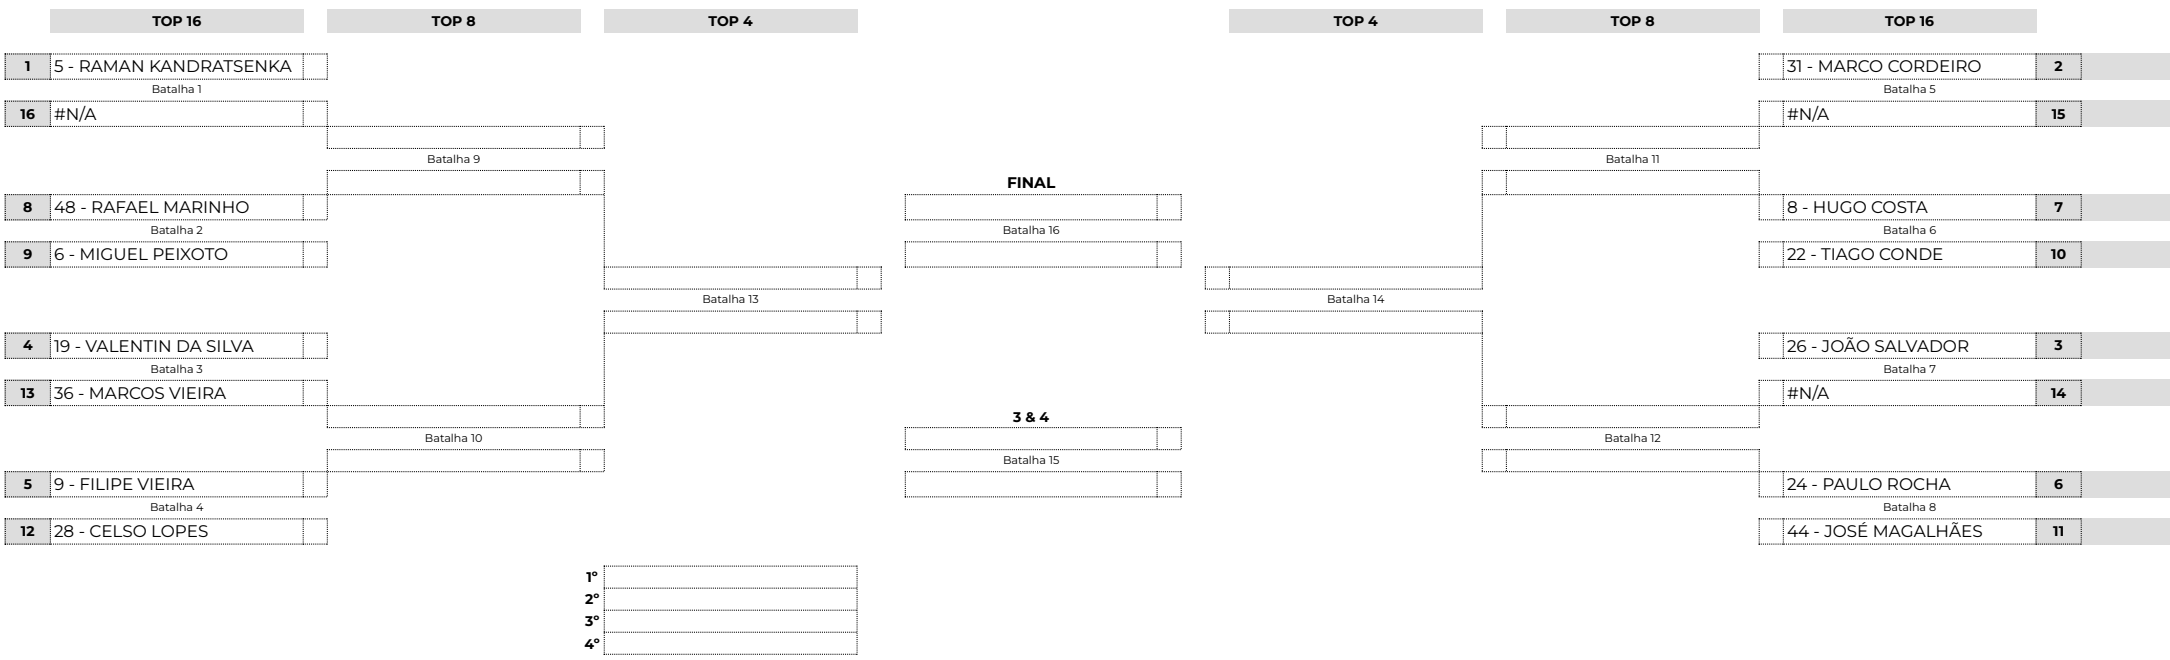 TOP 16 TOP 8 TOP 4 TOP 4 TOP 8 TOP 16
1 5 - RAMAN KANDRATSENKA 31 - MARCO CORDEIRO 2
Batalha 1 Batalha 5
16 #N/A #N/A 15
Batalha 9 Batalha 11
FINAL
8 48 - RAFAEL MARINHO 8 - HUGO COSTA 7
Batalha 2 Batalha 16 Batalha 6
9 6 - MIGUEL PEIXOTO 22 - TIAGO CONDE 10
Batalha 13 Batalha 14
4 19 - VALENTIN DA SILVA 26 - JOÃO SALVADOR 3
Batalha 3 Batalha 7
13 36 - MARCOS VIEIRA #N/A 14
3 & 4
Batalha 10 Batalha 12
Batalha 15
5 9 - FILIPE VIEIRA 24 - PAULO ROCHA 6
Batalha 4 Batalha 8
12 28 - CELSO LOPES 44 - JOSÉ MAGALHÃES 11
1º
2º
3º
4º